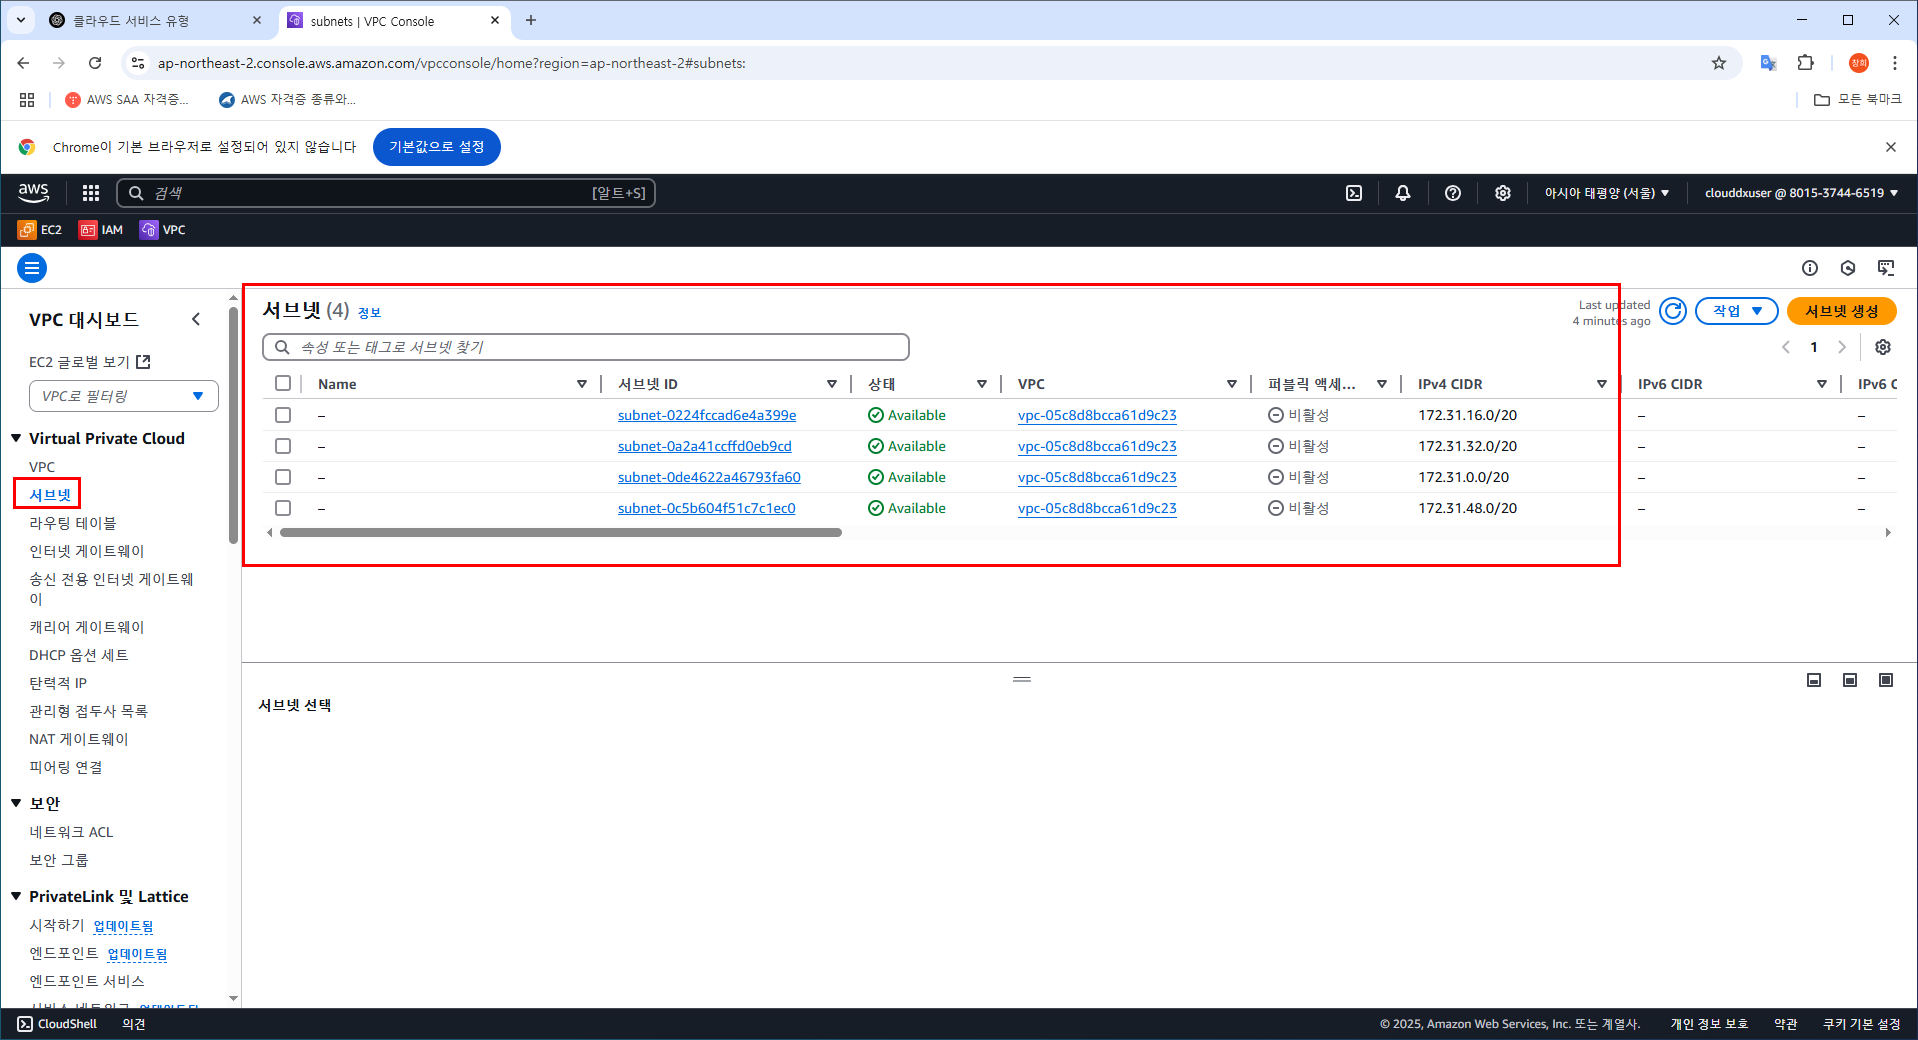 클라우드 서비스 유형
subnets | VPC Console
ap-northeast-2.console.aws.amazon.com/vpcconsole/home?region=ap-northeast-2#subnets:
창희
AWS SAA 자격증...
AWS 자격증 종류와...
모든 북마크
Chrome이 기본 브라우저로 설정되어 있지 않습니다
기본값으로 설정
aws
검색
[알트+S]
아시아 태평양 (서울)
clouddxuser @ 8015-3744-6519
EC2
IAM
VPC
VPC 대시보드
EC2 글로벌 보기
VPC로 필터링
Virtual Private Cloud
VPC
서브넷
라우팅 테이블
인터넷 게이트웨이
송신 전용 인터넷 게이트웨
이
캐리어 게이트웨이
DHCP 옵션 세트
탄력적 IP
관리형 접두사 목록
NAT 게이트웨이
피어링 연결
보안
네트워크 ACL
보안 그룹
PrivateLink 및 Lattice
시작하기 업데이트됨
엔드포인트 업데이트됨
엔드포인트 서비스
서브넷 (4) 정보
Last updated
4 minutes ago
작업
서브넷 생성
속성 또는 태그로 서브넷 찾기
1
Name 서브넷 ID 상태 VPC 퍼블릭 액세... IPv4 CIDR IPv6 CIDR IPv6 C
– subnet-0224fccad6e4a399e Available vpc-05c8d8bcca61d9c23 비활성 172.31.16.0/20 – –
– subnet-0a2a41ccffd0eb9cd Available vpc-05c8d8bcca61d9c23 비활성 172.31.32.0/20 – –
– subnet-0de4622a46793fa60 Available vpc-05c8d8bcca61d9c23 비활성 172.31.0.0/20 – –
– subnet-0c5b604f51c7c1ec0 Available vpc-05c8d8bcca61d9c23 비활성 172.31.48.0/20 – –
서브넷 선택
CloudShell
의견
© 2025, Amazon Web Services, Inc. 또는 계열사.
개인 정보 보호
약관
쿠키 기본 설정